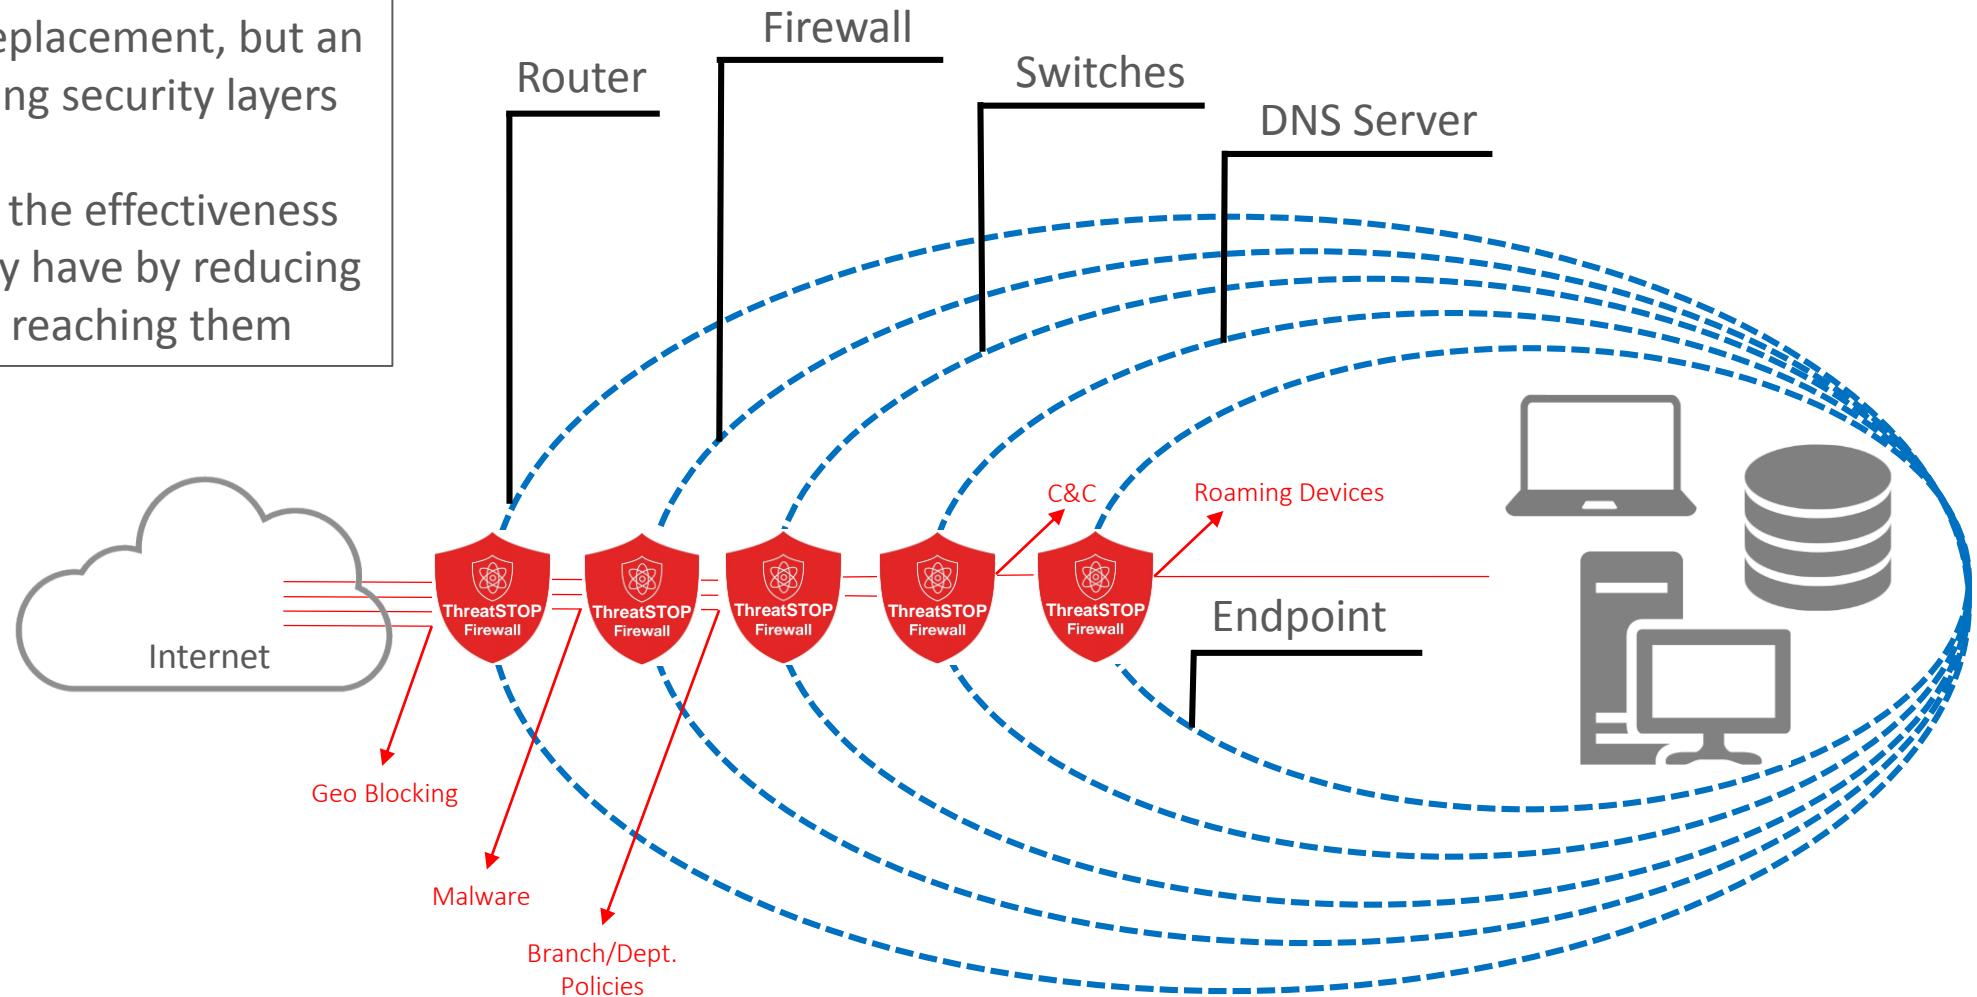 eplacement, but an
ng security layers
the effectiveness
y have by reducing
reaching them
Router
Firewall
Switches
DNS Server
Internet
ThreatSTOP
Firewall
ThreatSTOP
Firewall
ThreatSTOP
Firewall
ThreatSTOP
Firewall
ThreatSTOP
Firewall
C&C
Roaming Devices
Endpoint
Geo Blocking
Malware
Branch/Dept.
Policies